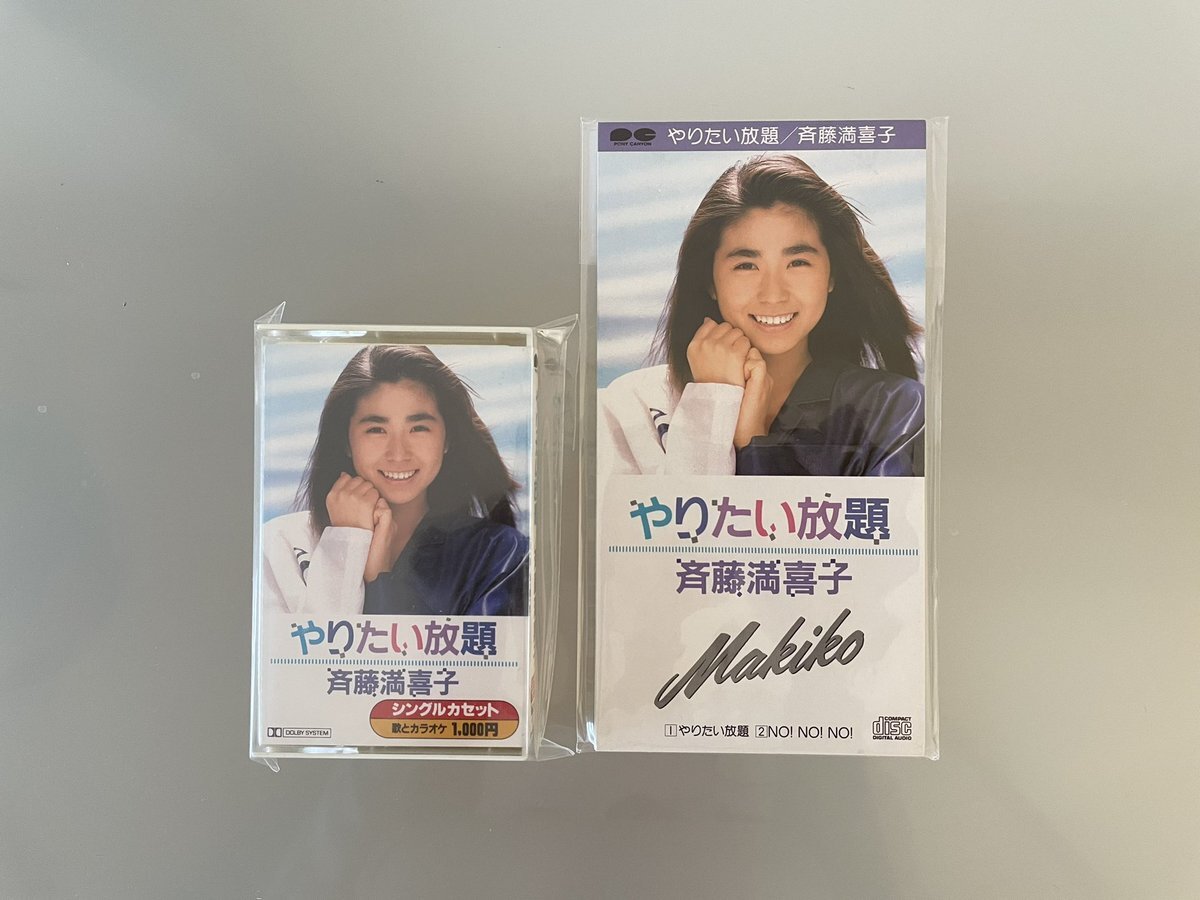 やりたい放題
斉藤満喜子
シングルカセット
歌とカラオケ 1,000円
DOLBY SYSTEM
PONY CANYON
やりたい放題/斉藤満喜子
やりたい放題
斉藤満喜子
Makiko
1やりたい放題 2NO! NO! NO!
COMPACT
disc
DIGITAL AUDIO